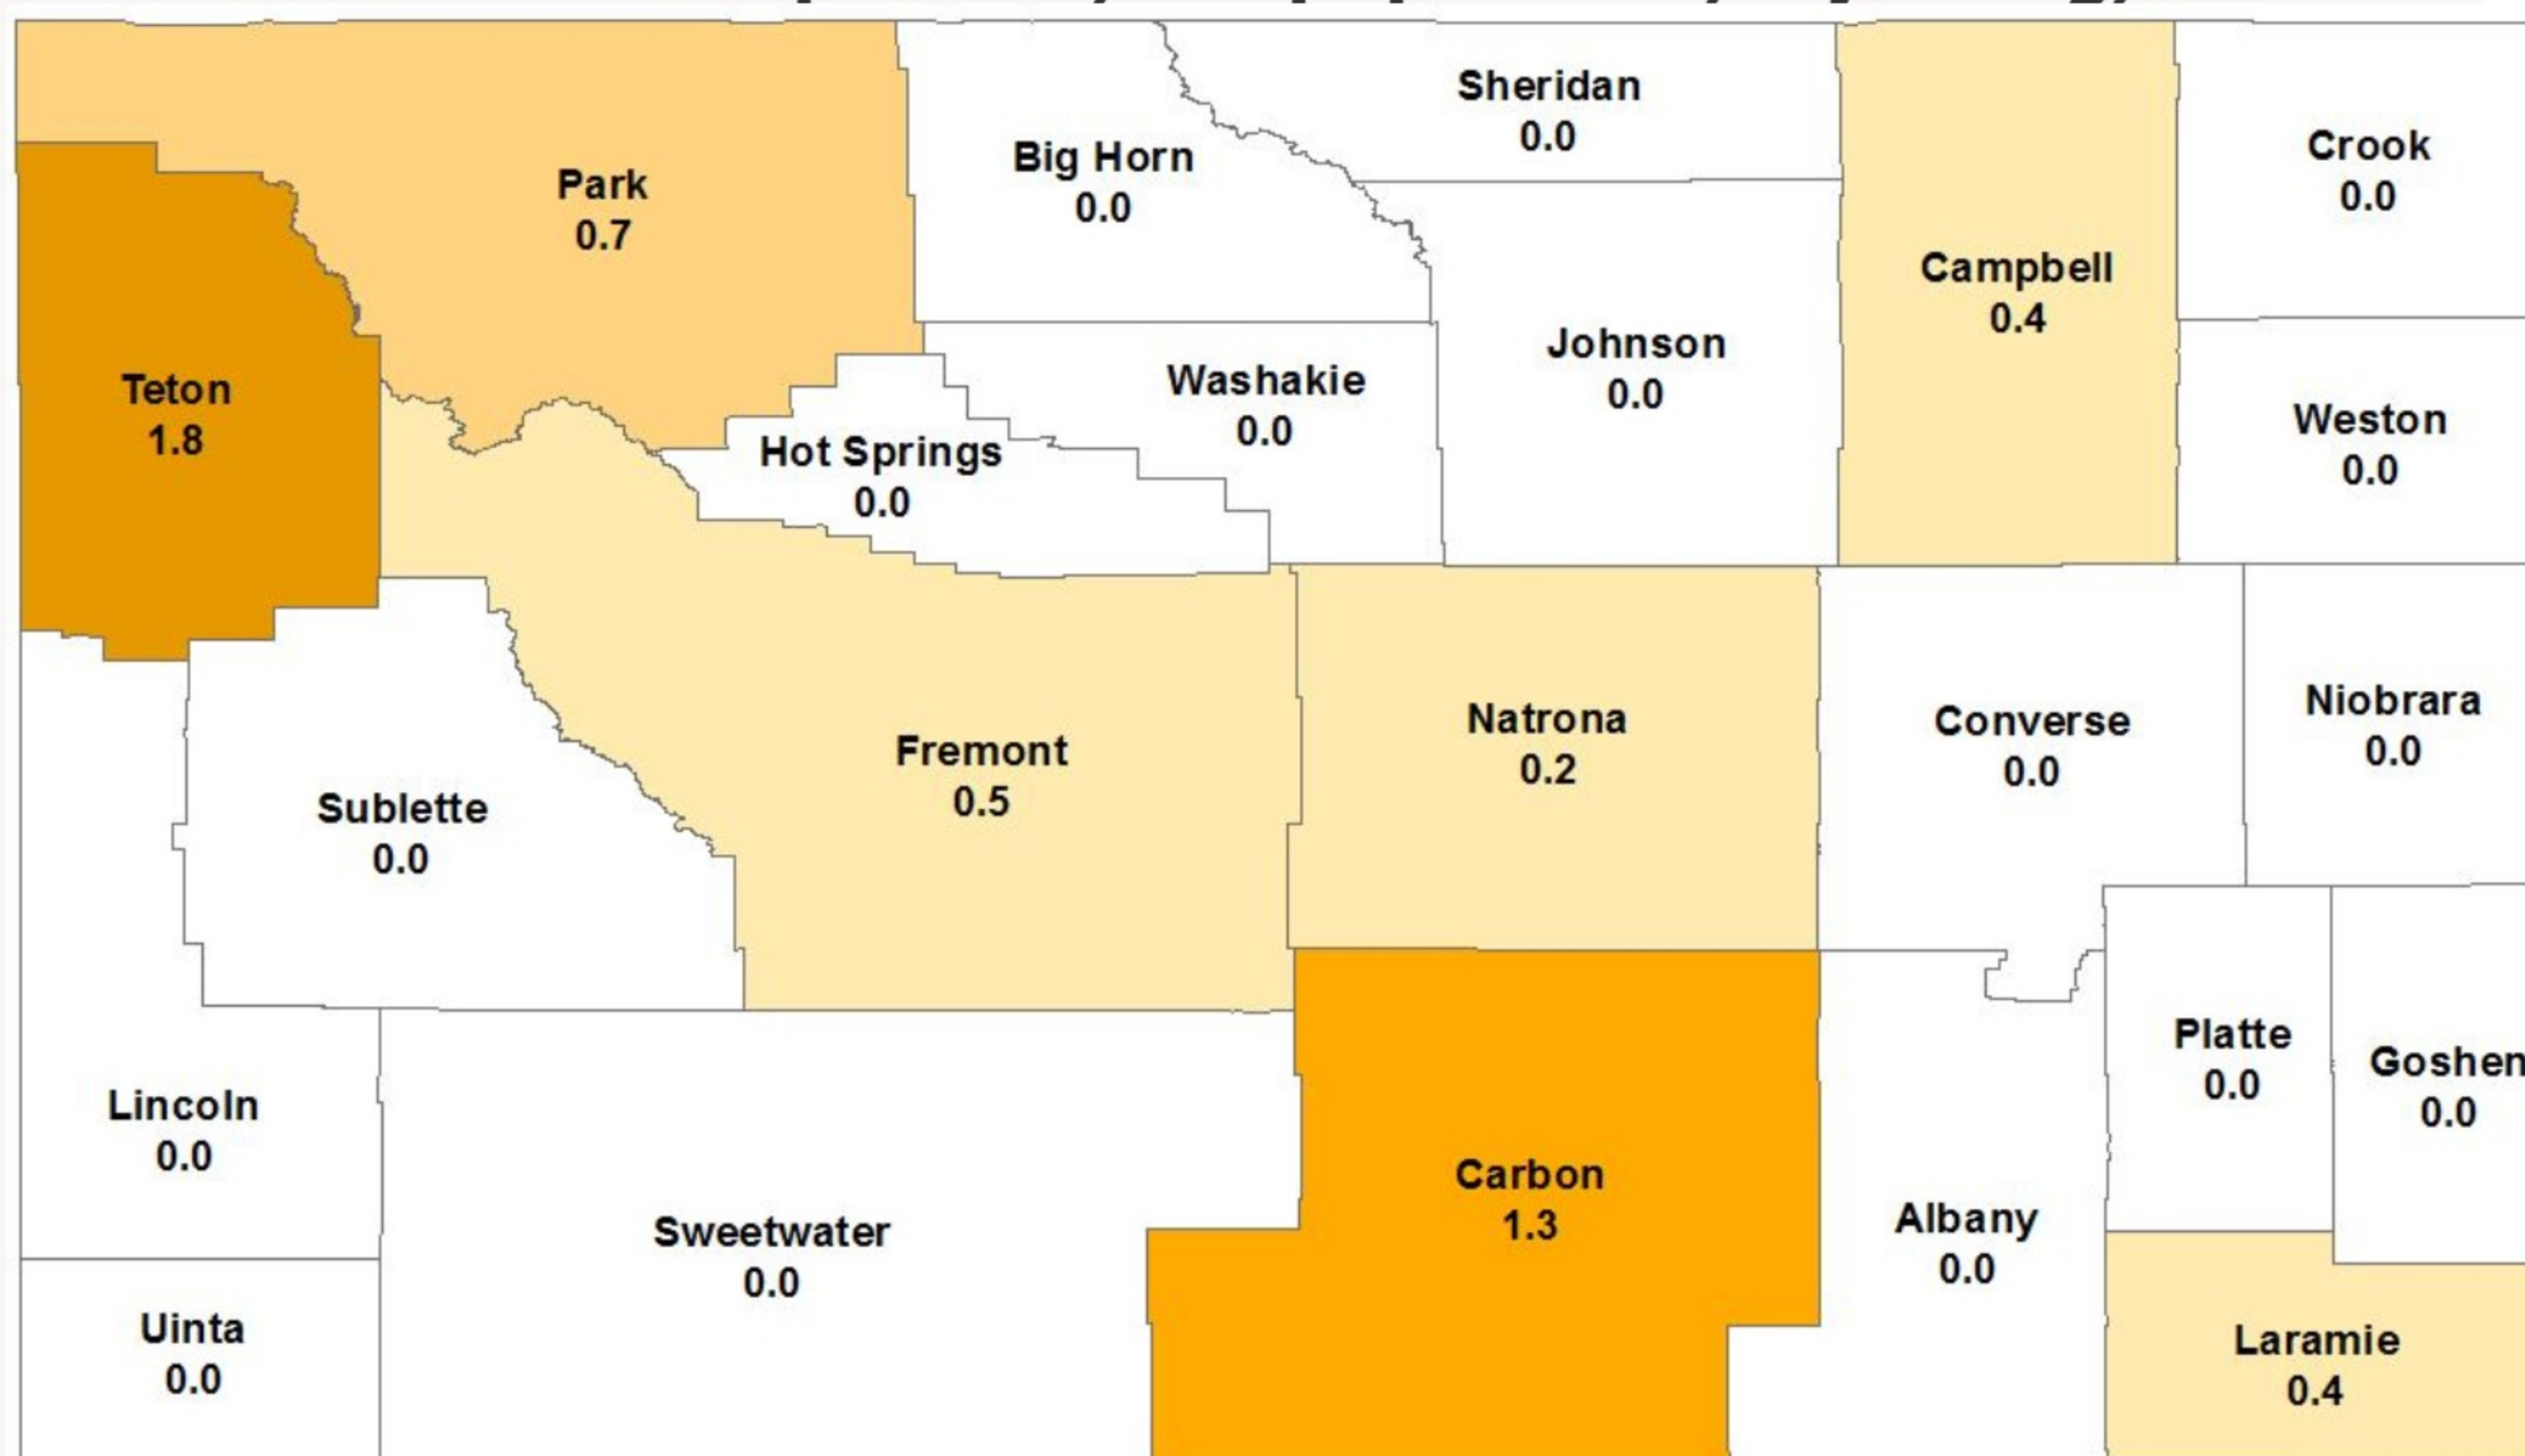 Sheridan
0.0
Crook
0.0
Big Horn
0.0
Park
0.7
Campbell
0.4
Johnson
0.0
Washakie
0.0
Teton
1.8
Weston
0.0
Hot Springs
0.0
Niobrara
0.0
Natrona
0.2
Converse
0.0
Fremont
0.5
Sublette
0.0
Platte
0.0
Goshen
0.0
Lincoln
0.0
Carbon
1.3
Albany
0.0
Sweetwater
0.0
Uinta
0.0
Laramie
0.4